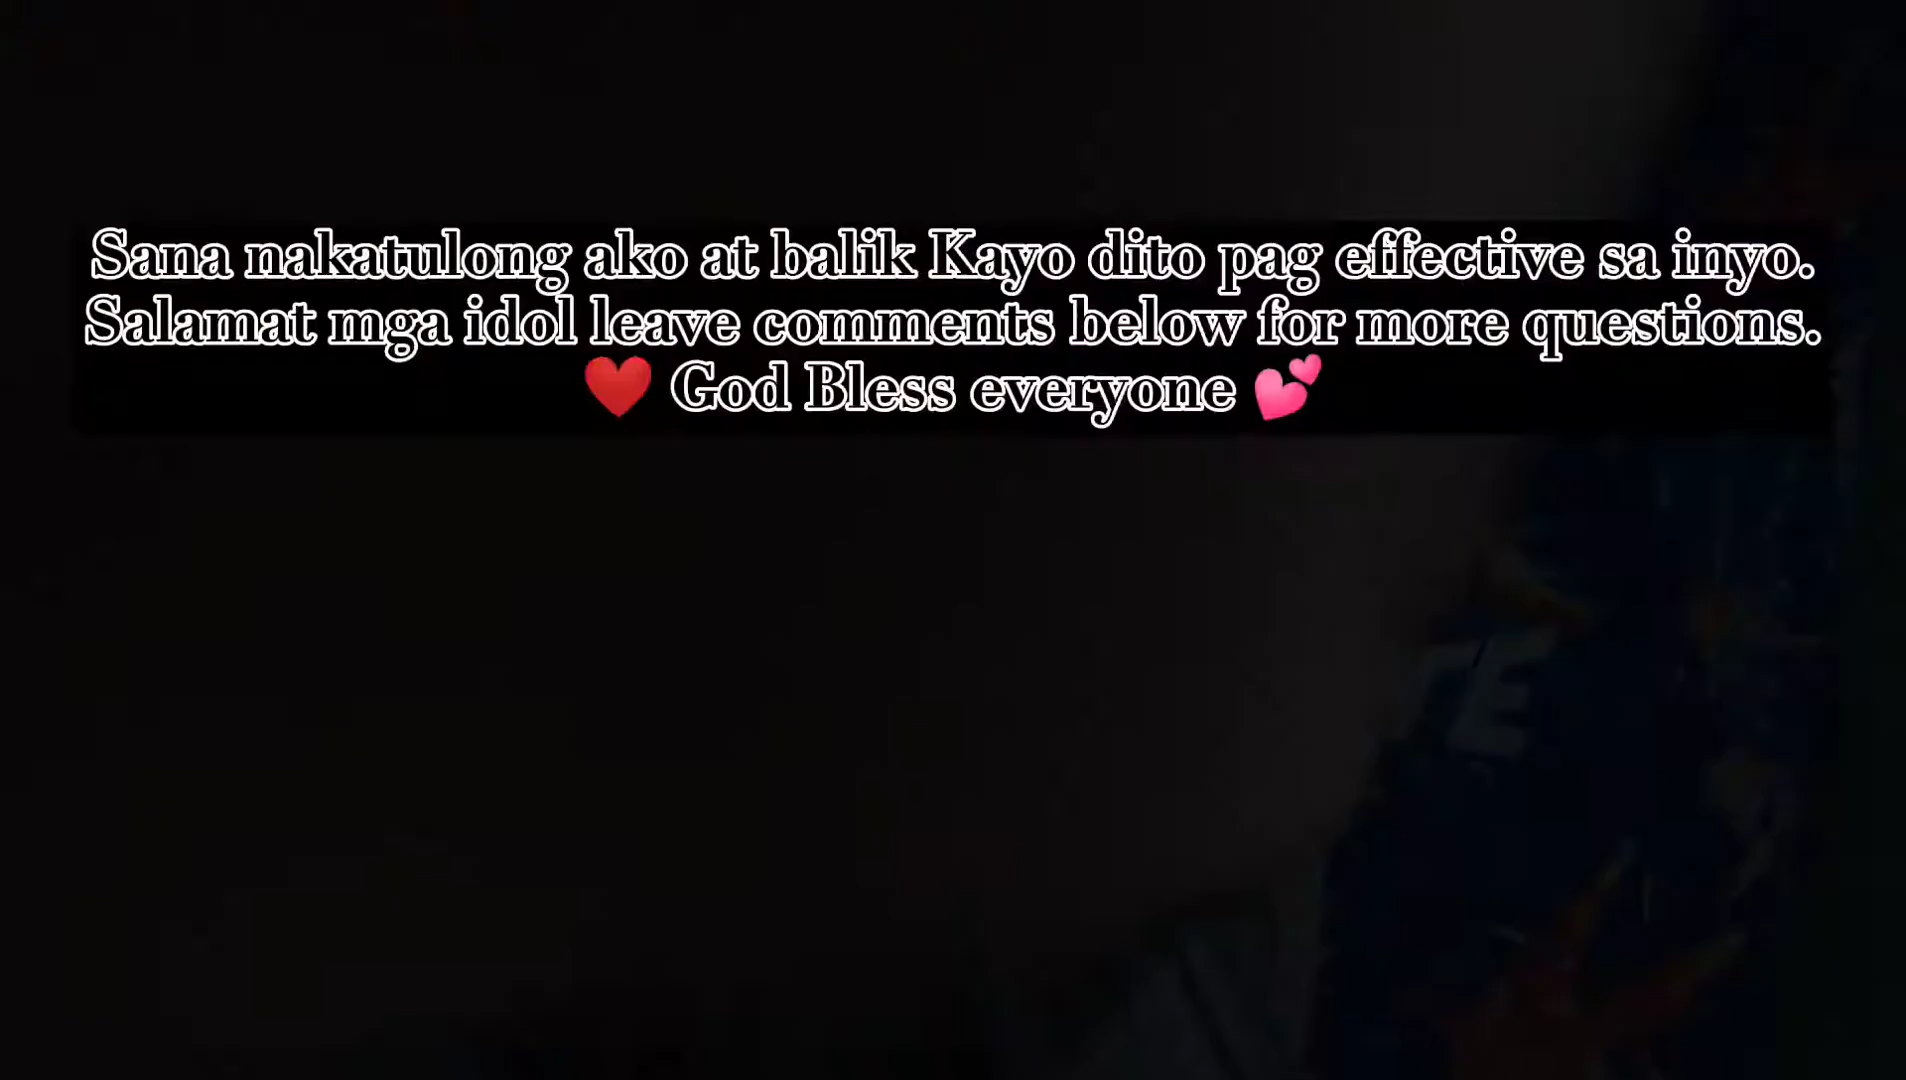 Sana nakatulong ako at balik Kayo dito pag effective sa inyo.
Salamat mga idol leave comments below for more questions.
❤️ God Bless everyone 💕